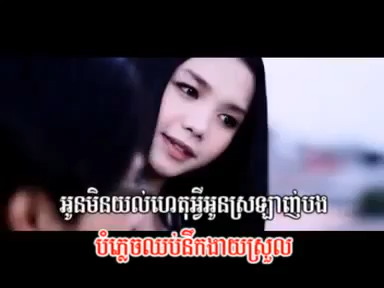 អូនមិនយល់ហេតុអ្វីអូនស្រឡាញ់បង
បំភ្លេចឈប់នឹកងាយស្រួល